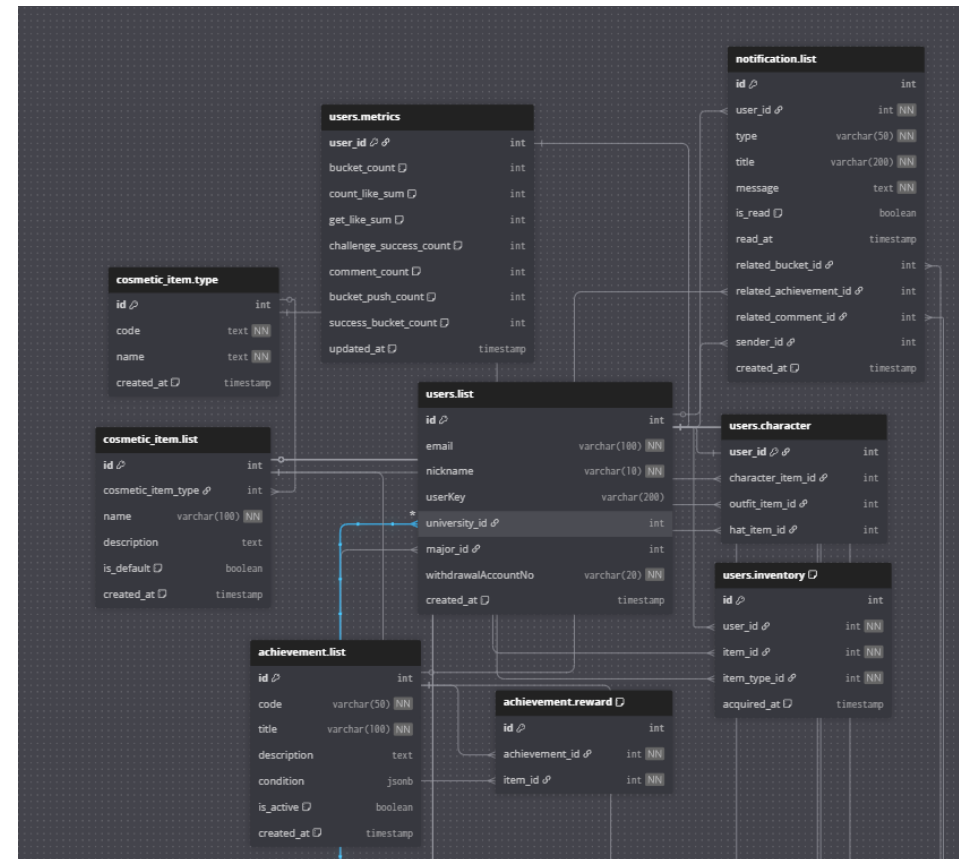 notification.list
id int
user_id int NN
type varchar(50) NN
title varchar(200) NN
message text NN
is_read boolean
read_at timestamp
related_bucket_id int
related_achievement_id int
related_comment_id int
sender_id int
created_at timestamp
users.metrics
user_id int
bucket_count int
count_like_sum int
get_like_sum int
challenge_success_count int
comment_count int
bucket_push_count int
success_bucket_count int
updated_at timestamp
cosmetic_item.type
id int
code text NN
name text NN
created_at timestamp
users.list
id int
email varchar(100) NN
nickname varchar(10) NN
userKey varchar(200)
* university_id int
major_id int
withdrawalAccountNo varchar(20) NN
created_at timestamp
users.character
user_id int
character_item_id int
outfit_item_id int
hat_item_id int
cosmetic_item.list
id int
cosmetic_item_type int
name varchar(100) NN
description text
is_default boolean
created_at timestamp
users.inventory
id int
user_id int NN
item_id int NN
item_type_id int NN
acquired_at timestamp
achievement.list
id int
code varchar(50) NN
title varchar(100) NN
description text
condition jsonb
is_active boolean
created_at timestamp
achievement.reward
id int
achievement_id int NN
item_id int NN